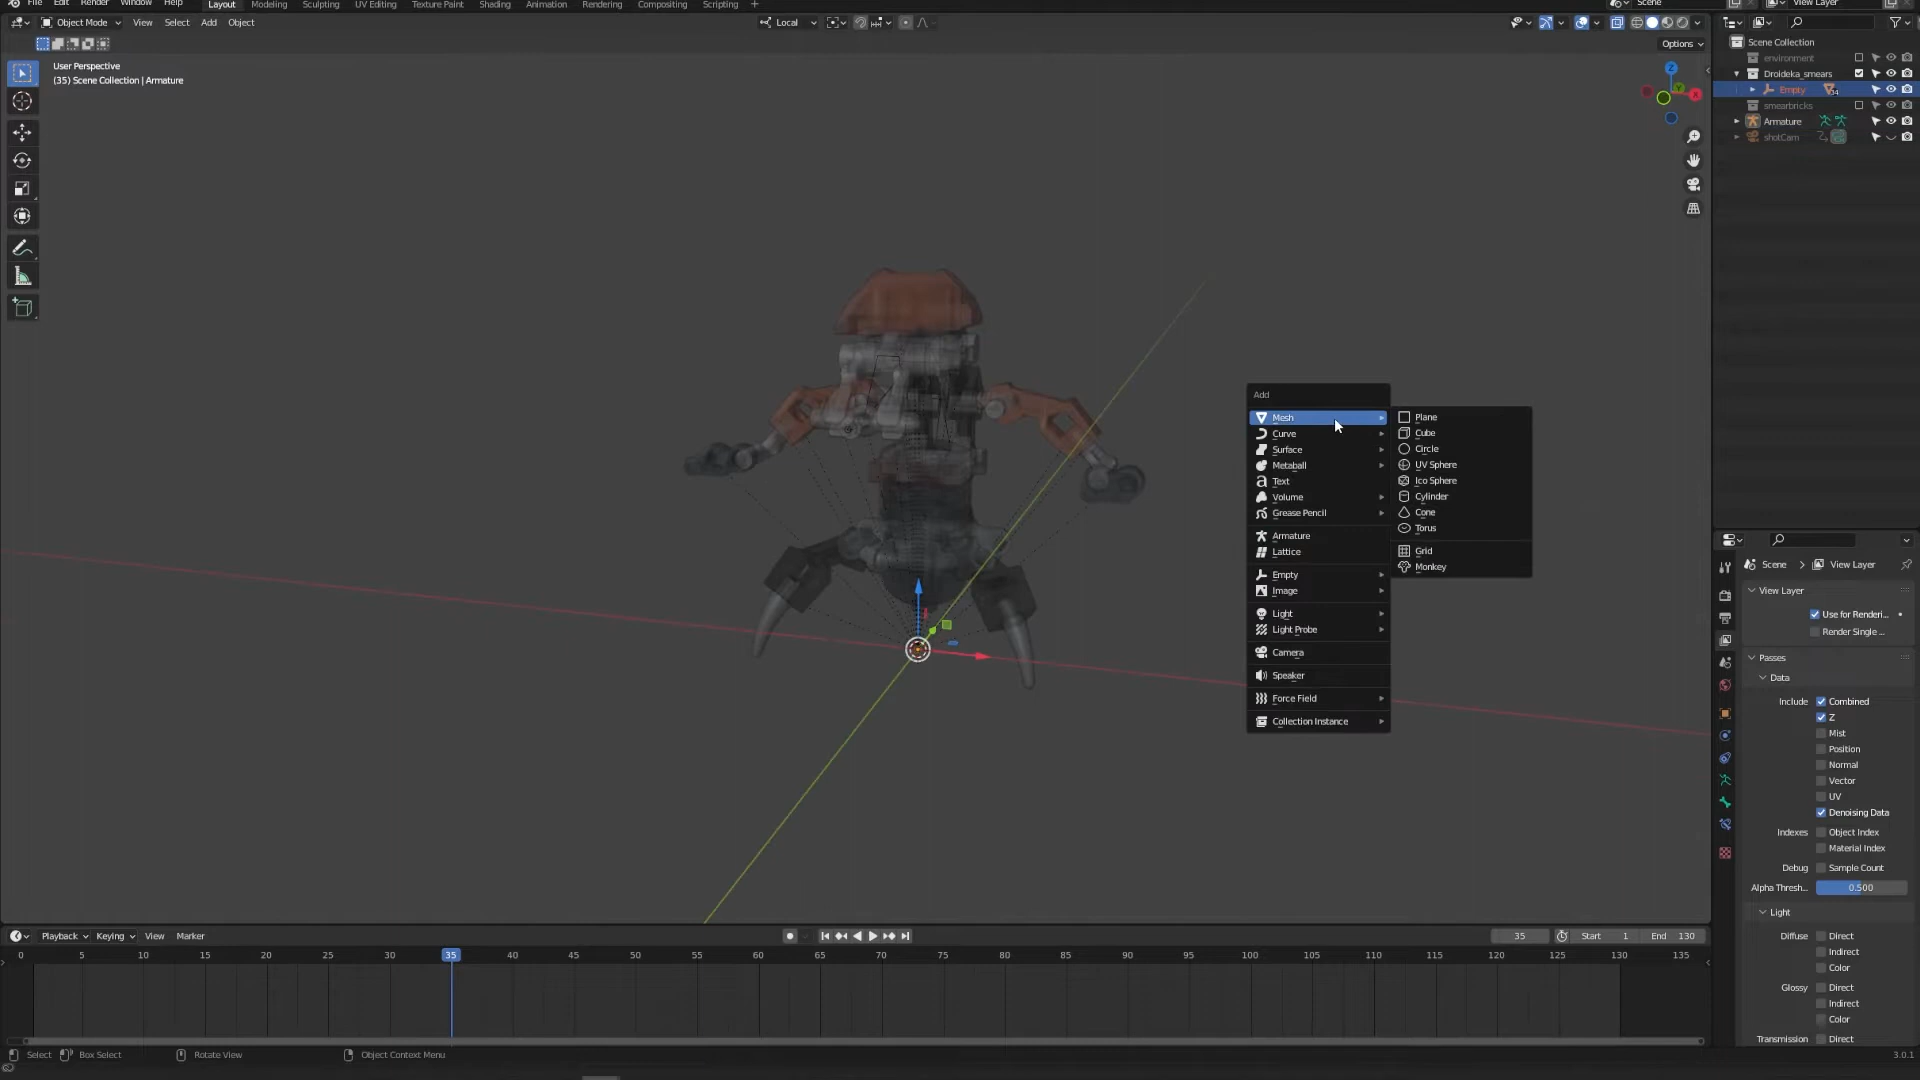 File Edit Render Window Help Layout Modeling Sculpting UV Editing Texture Paint Shading Animation Rendering Compositing Scripting + Scene View Layer
Object Mode View Select Add Object Local
Options
User Perspective
(35) Scene Collection | Armature
Z
X
Scene Collection
environment
Droideka_smears
Empty
smearbricks
Armature
shotCam
Add
Mesh
Curve
Surface
Metaball
Text
Volume
Grease Pencil
Armature
Lattice
Empty
Image
Light
Light Probe
Camera
Speaker
Force Field
Collection Instance
Plane
Cube
Circle
UV Sphere
Ico Sphere
Cylinder
Cone
Torus
Grid
Monkey
Scene View Layer
View Layer
Use for Renderi...
Render Single ...
Passes
Data
Include Combined
Z
Mist
Position
Normal
Vector
UV
Denoising Data
Indexes Object Index
Material Index
Debug Sample Count
Alpha Thresh... 0.500
Light
Diffuse Direct
Indirect
Color
Glossy Direct
Indirect
Color
Transmission Direct
Playback Keying View Marker 35 Start 1 End 130
0 5 10 15 20 25 30 35 40 45 50 55 60 65 70 75 80 85 90 95 100 105 110 115 120 125 130 135
Select Box Select Rotate View Object Context Menu 3.0.1